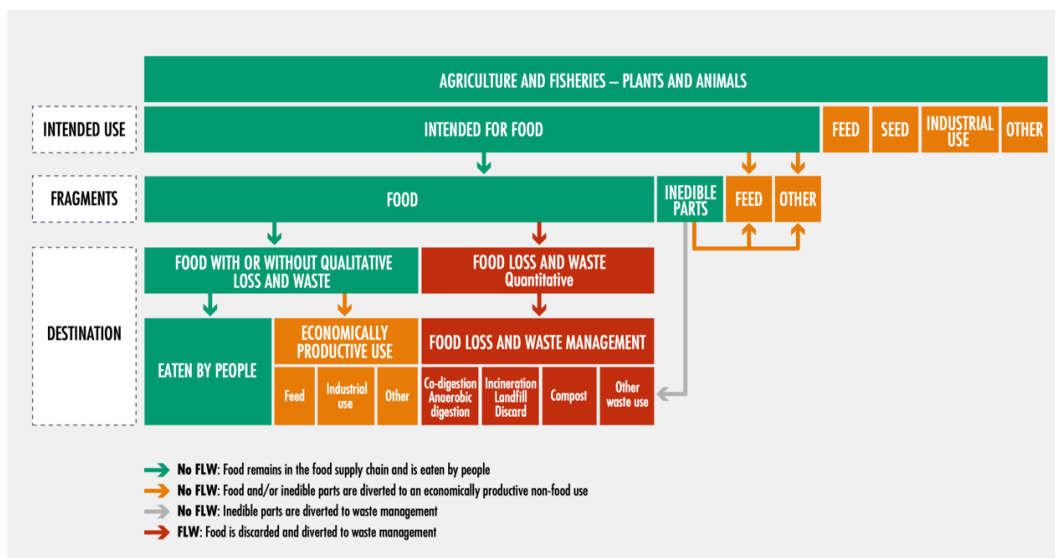 AGRICULTURE AND FISHERIES – PLANTS AND ANIMALS
INTENDED USE
INTENDED FOR FOOD
FEED
SEED
INDUSTRIAL
USE
OTHER
FRAGMENTS
FOOD
INEDIBLE
PARTS
FEED
OTHER
DESTINATION
FOOD WITH OR WITHOUT QUALITATIVE
LOSS AND WASTE
FOOD LOSS AND WASTE
Quantitative
EATEN BY PEOPLE
ECONOMICALLY
PRODUCTIVE USE
Feed
Industrial
use
Other
FOOD LOSS AND WASTE MANAGEMENT
Co-digestion
Anaerobic
digestion
Incineration
Landfill
Discard
Compost
Other
waste use
No FLW: Food remains in the food supply chain and is eaten by people
No FLW: Food and/or inedible parts are diverted to an economically productive non-food use
No FLW: Inedible parts are diverted to waste management
FLW: Food is discarded and diverted to waste management